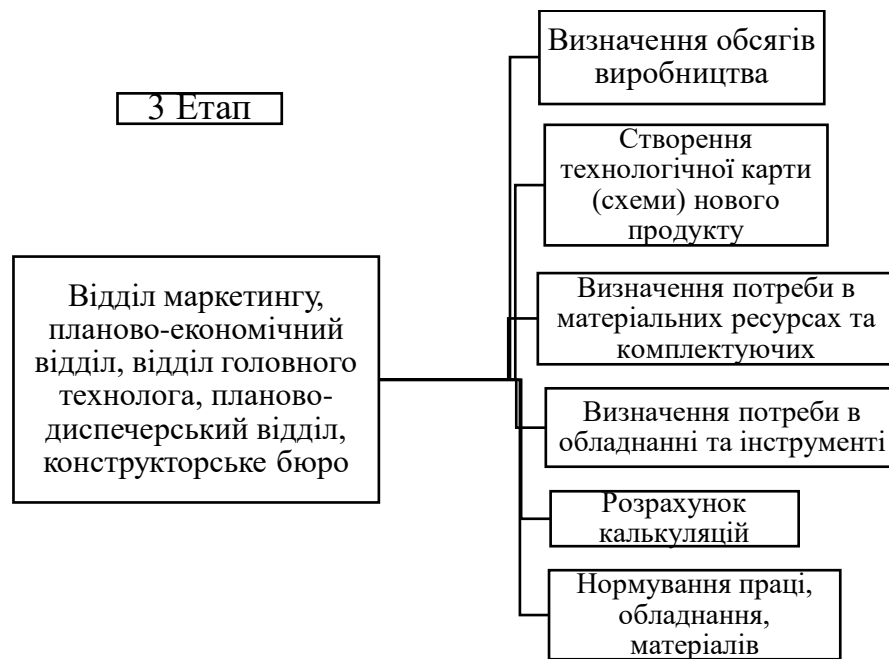 3 Етап
Відділ маркетингу,
планово-економічний
відділ, відділ головного
технолога, планово-
диспечерський відділ,
конструкторське бюро
Визначення обсягів
виробництва
Створення
технологічної карти
(схеми) нового
продукту
Визначення потреби в
матеріальних ресурсах та
комплектуючих
Визначення потреби в
обладнанні та інструменті
Розрахунок
калькуляцій
Нормування праці,
обладнання,
матеріалів